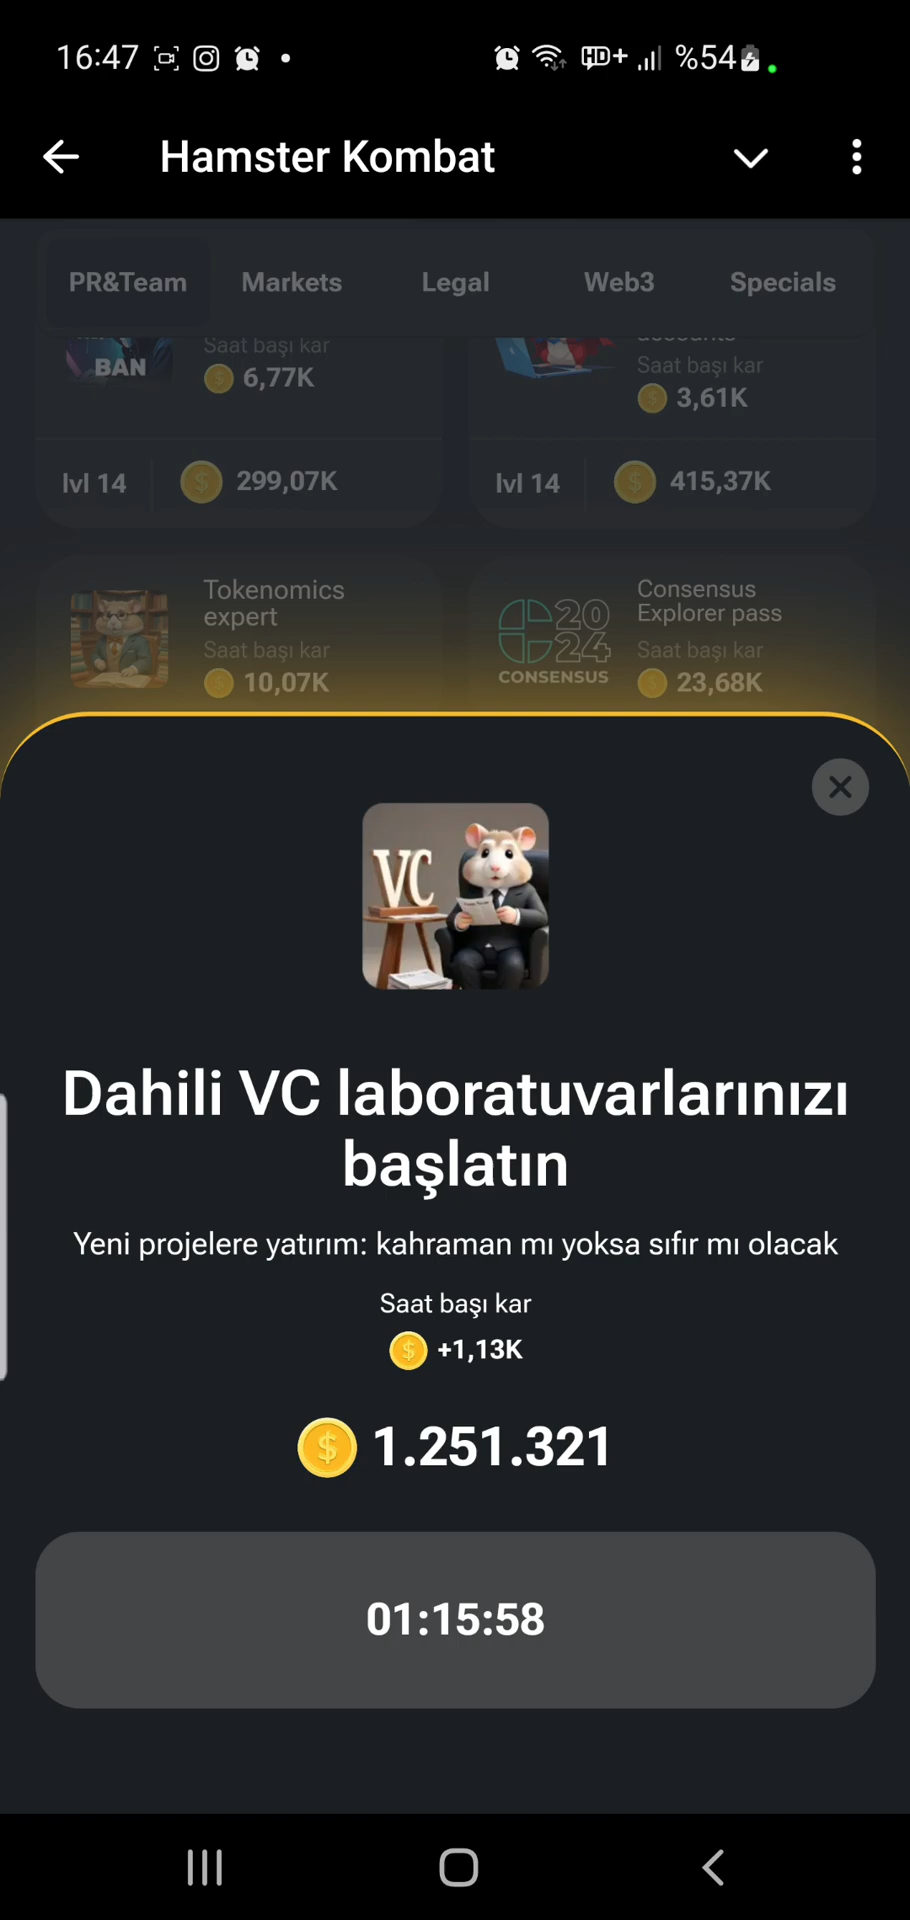 16:47
HD+ %54
Hamster Kombat
PR&Team Markets Legal Web3 Specials
BAN
Saat başı kar
6,77K
lvl 14 299,07K
accounts
Saat başı kar
3,61K
lvl 14 415,37K
Tokenomics
expert
Saat başı kar
10,07K
2024
CONSENSUS
Consensus
Explorer pass
Saat başı kar
23,68K
VC
Dahili VC laboratuvarlarınızı
başlatın
Yeni projelere yatırım: kahraman mı yoksa sıfır mı olacak
Saat başı kar
+1,13K
1.251.321
01:15:58